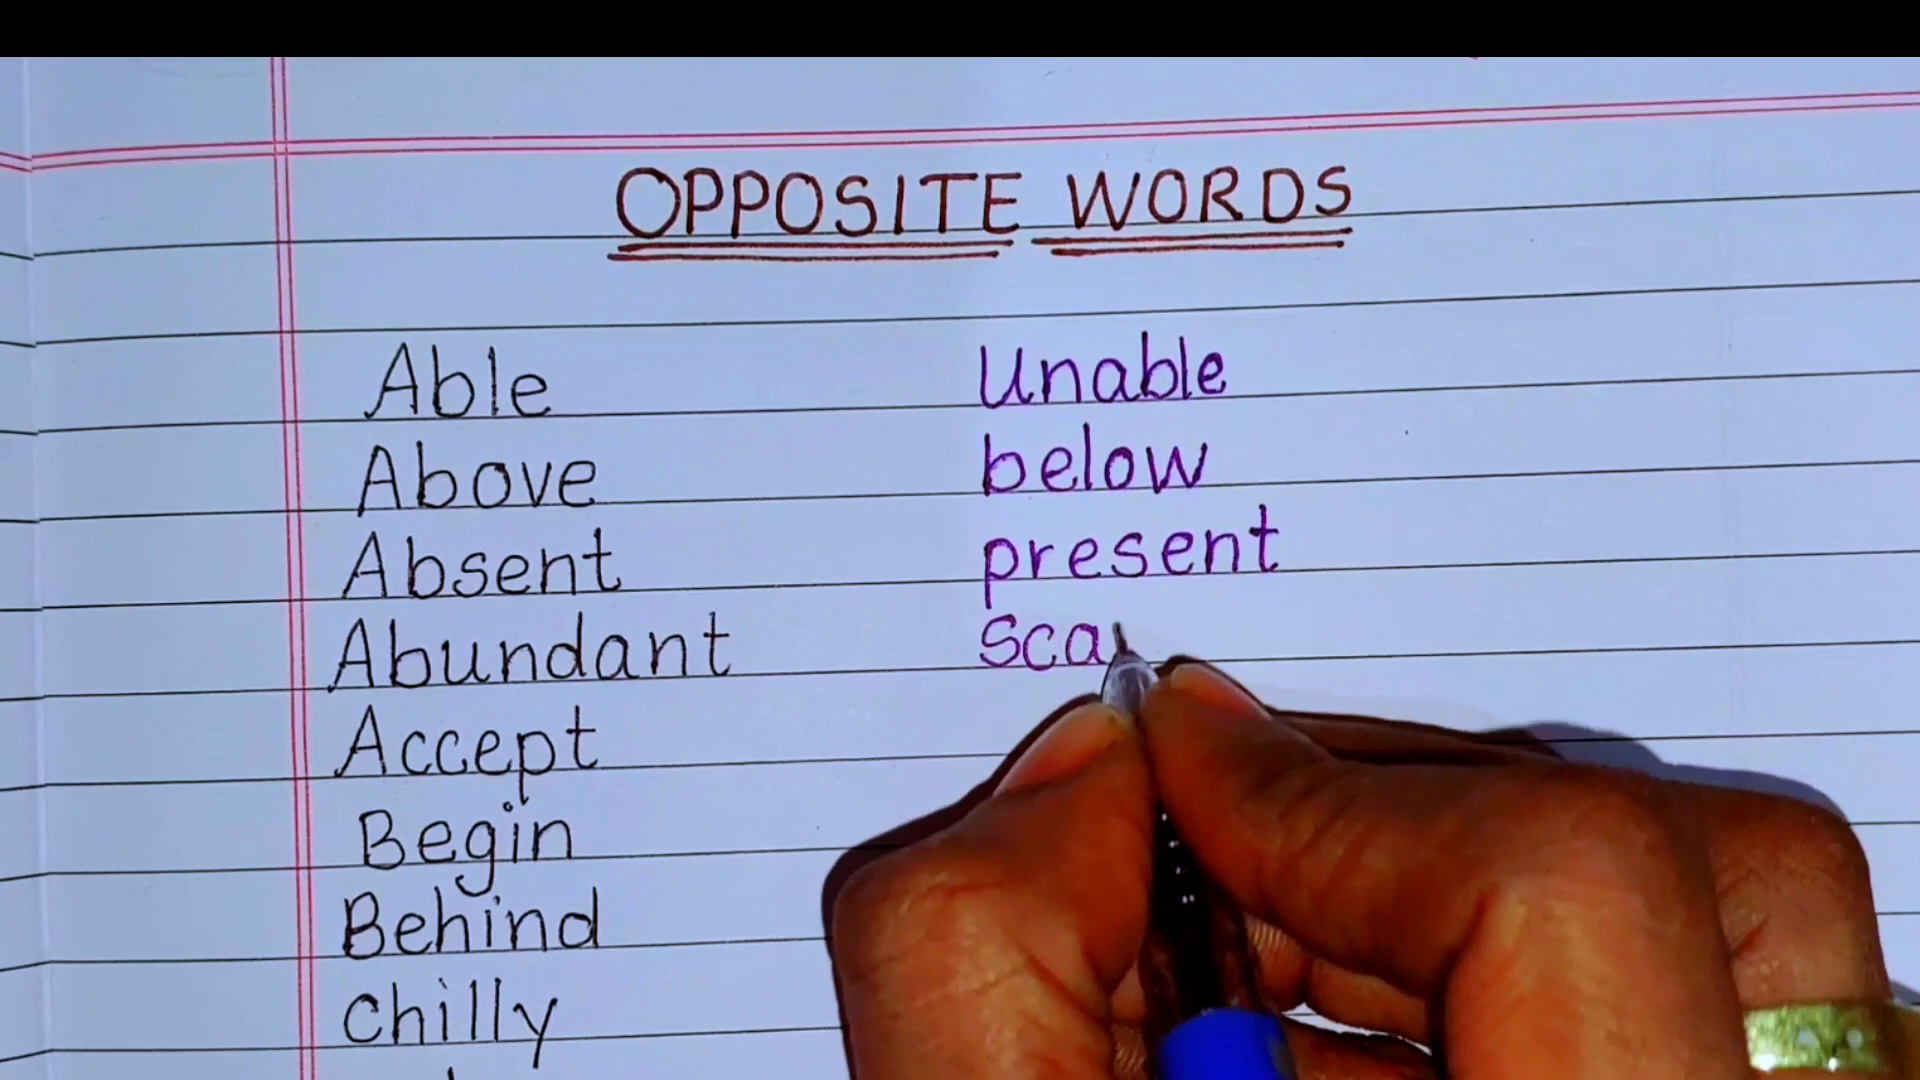 OPPOSITE WORDS
Able Unable
Above below
Absent present
Abundant Sca
Accept
Begin
Behind
Chilly